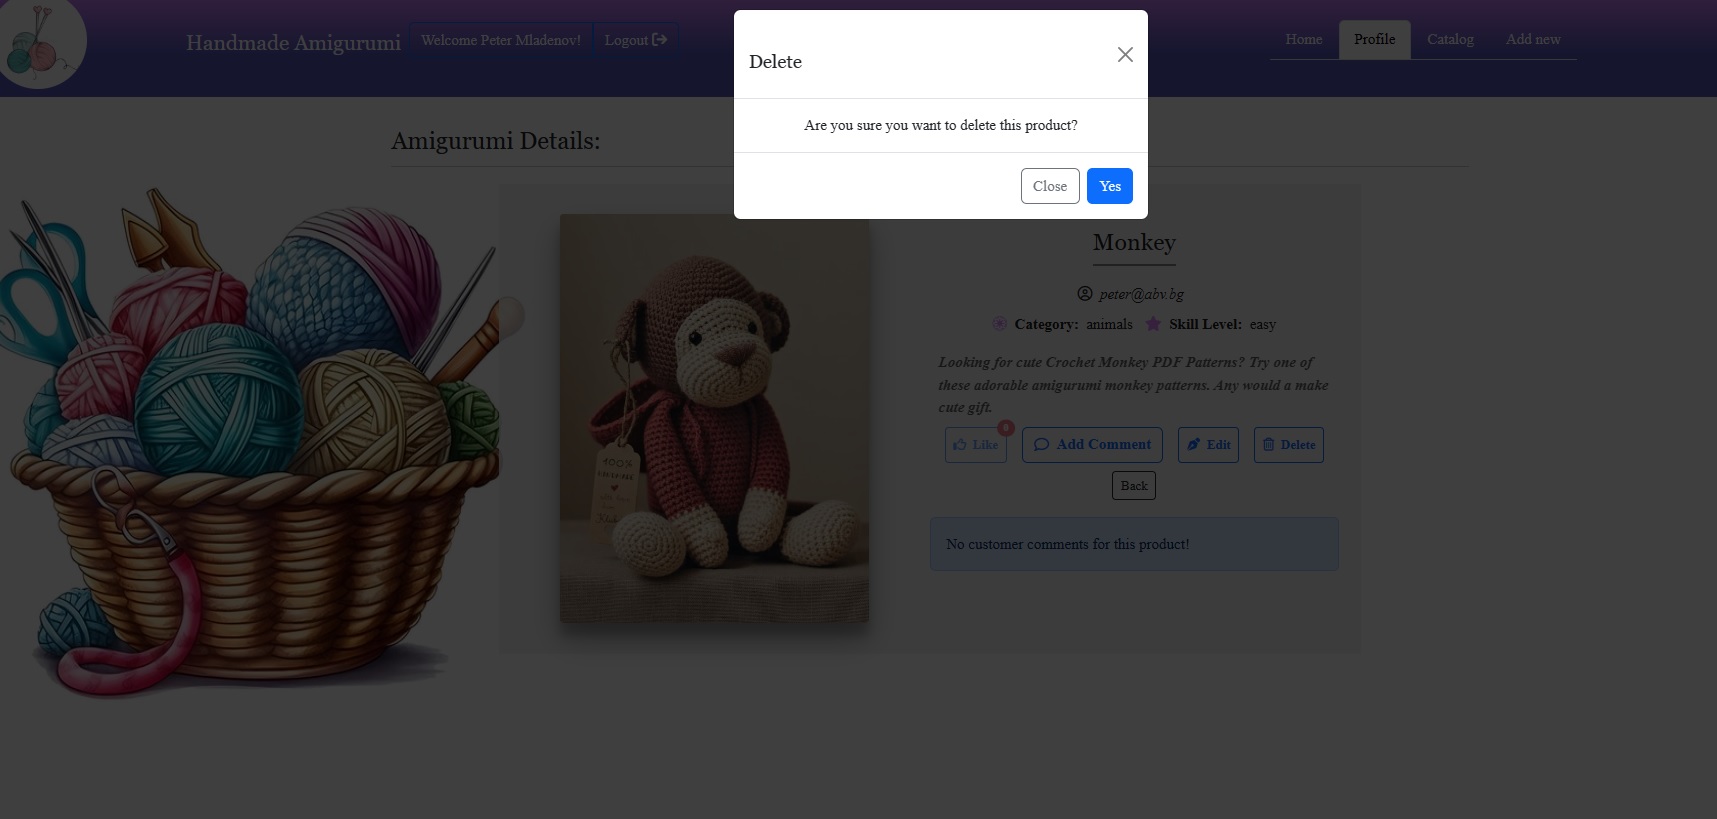 Handmade Amigurumi
Welcome Peter Mladenov!
Logout
Home
Profile
Catalog
Add new
Delete
Are you sure you want to delete this product?
Close
Yes
Amigurumi Details:
100%
Monkey
peter@abv.bg
Category: animals Skill Level: easy
Looking for cute Crochet Monkey PDF Patterns? Try one of
these adorable amigurumi monkey patterns. Any would a make
cute gift.
Like
0
Add Comment
Edit
Delete
Back
No customer comments for this product!